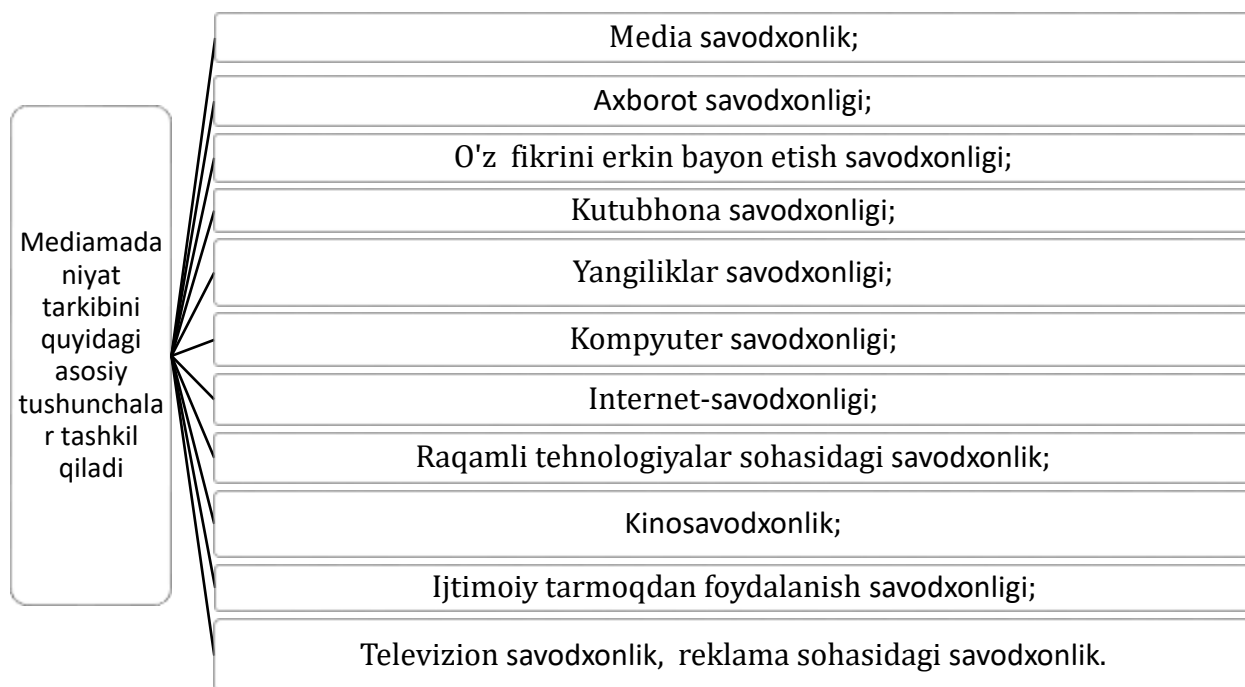 Mediamada
niyat
tarkibini
quyidagi
asosiy
tushunchala
r tashkil
qiladi
Media savodxonlik;
Axborot savodxonligi;
O'z fikrini erkin bayon etish savodxonligi;
Kutubhona savodxonligi;
Yangiliklar savodxonligi;
Kompyuter savodxonligi;
Internet-savodxonligi;
Raqamli tehnologiyalar sohasidagi savodxonlik;
Kinosavodxonlik;
Ijtimoiy tarmoqdan foydalanish savodxonligi;
Televizion savodxonlik, reklama sohasidagi savodxonlik.